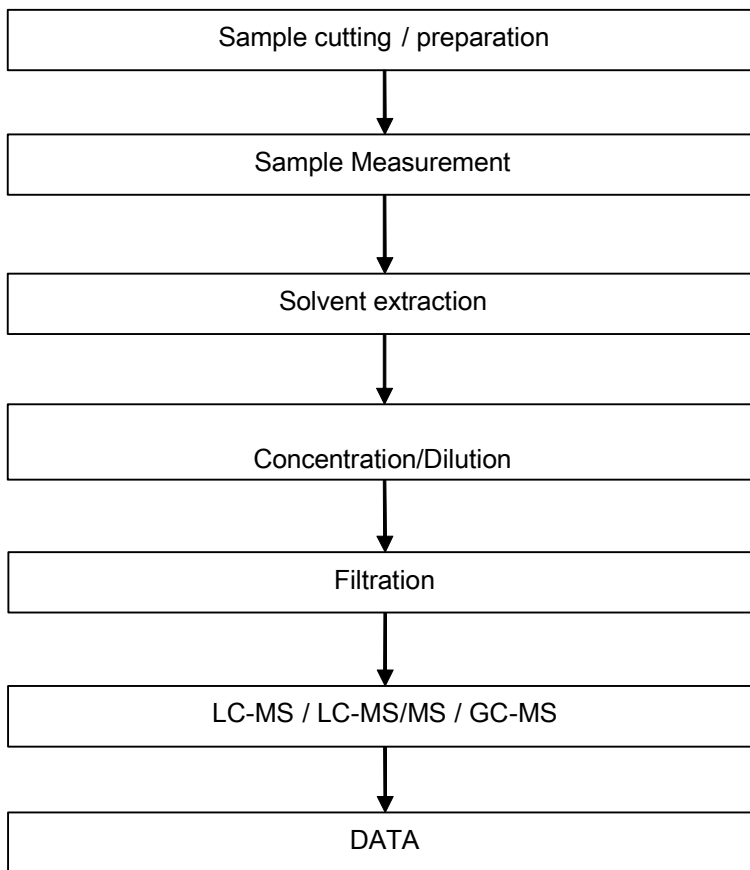 Sample cutting / preparation
Sample Measurement
Solvent extraction
Concentration/Dilution
Filtration
LC-MS / LC-MS/MS / GC-MS
DATA